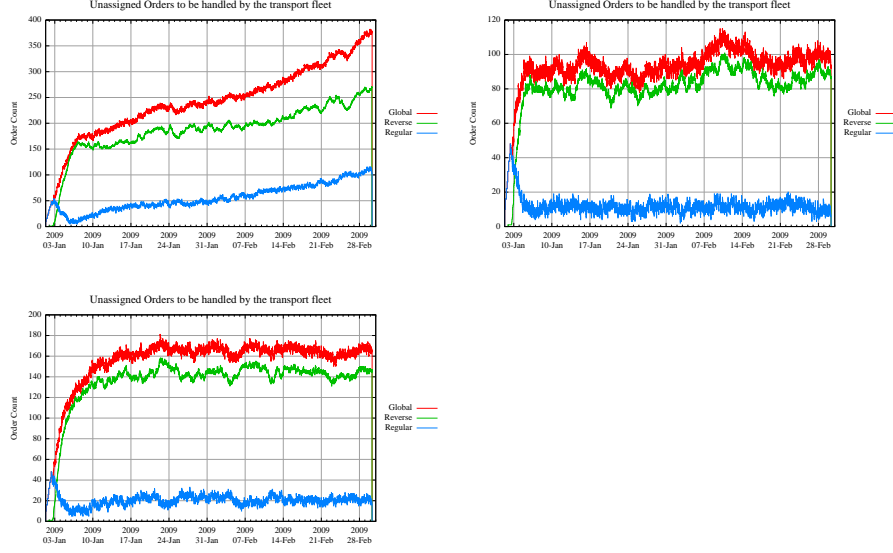 Unassigned Orders to be handled by the transport fleet
400
350
300
250
200
150
100
50
0
Order Count
Global
Reverse
Regular
2009 2009 2009 2009 2009 2009 2009 2009 2009
03-Jan 10-Jan 17-Jan 24-Jan 31-Jan 07-Feb 14-Feb 21-Feb 28-Feb
Unassigned Orders to be handled by the transport fleet
120
100
80
60
40
20
0
Order Count
Global
Reverse
Regular
2009 2009 2009 2009 2009 2009 2009 2009 2009
03-Jan 10-Jan 17-Jan 24-Jan 31-Jan 07-Feb 14-Feb 21-Feb 28-Feb
Unassigned Orders to be handled by the transport fleet
200
180
160
140
120
100
80
60
40
20
0
Order Count
Global
Reverse
Regular
2009 2009 2009 2009 2009 2009 2009 2009 2009
03-Jan 10-Jan 17-Jan 24-Jan 31-Jan 07-Feb 14-Feb 21-Feb 28-Feb